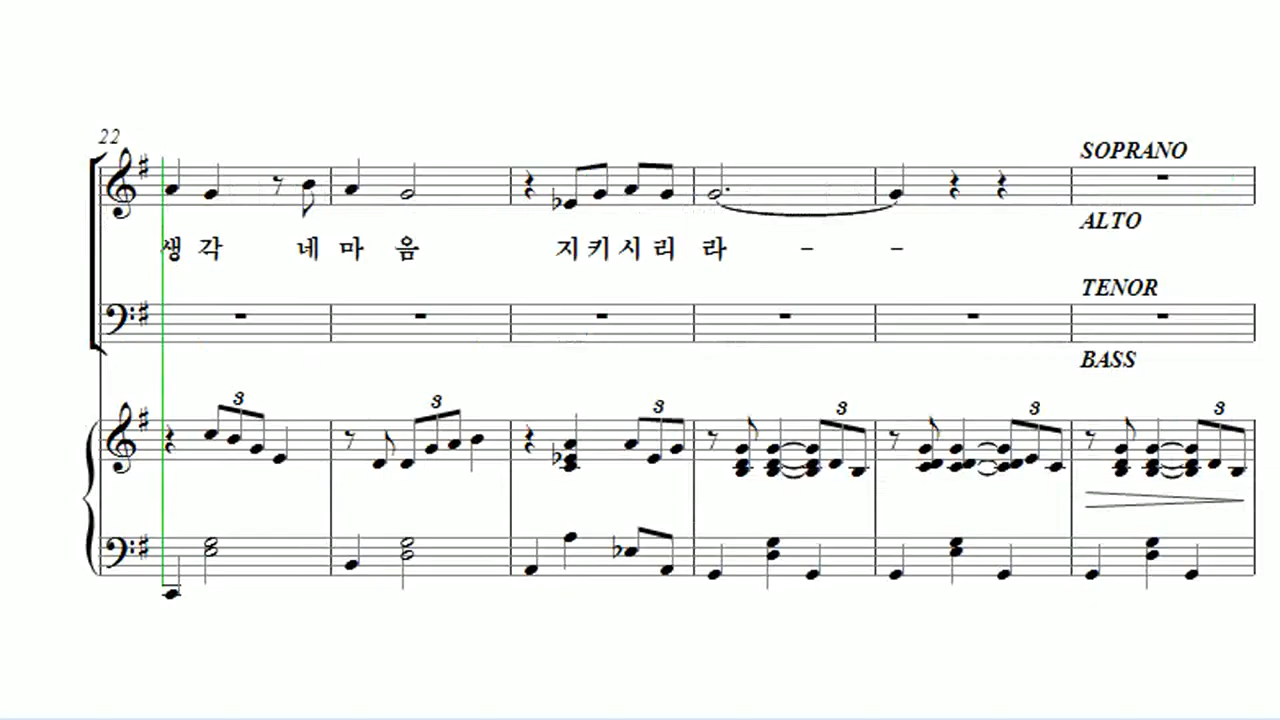 22
SOPRANO
ALTO
생 각 네 마 음 지 키 시 리 라 - -
TENOR
BASS
3 3 3 3 3 3